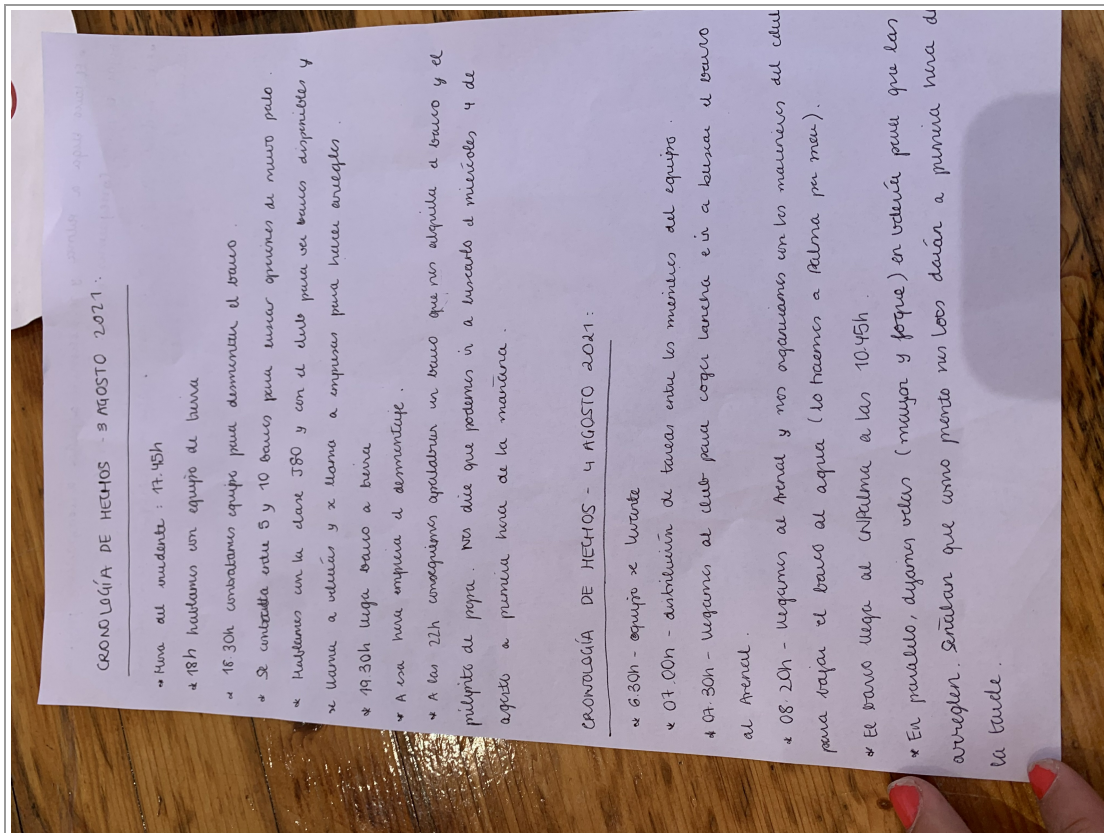 CRONOLOGÍA DE HECHOS - 3 AGOSTO 2021:
* Hora del incidente: 17.45h
* 18h hablamos con equipo de tierra
* 18.30h contratamos equipo para desmontar el barco.
* Se contacta entre 5 y 10 barcos para buscar opciones de nuevo palo.
* Hablamos con la clase J80 y con el club para ver barcos disponibles y
se llama a velerías y se llama a empresas para hacer arreglos.
* 19.30h llega barco a tierra
* A esa hora empieza el desmontaje.
* A las 22h conseguimos apalabrar un barco que nos alquila el barco y el
púlpito de popa. Nos dice que podemos ir a buscarlo el miércoles 4 de
agosto a primera hora de la mañana.
CRONOLOGÍA DE HECHOS - 4 AGOSTO 2021:
* 6:30h - equipo se levanta
* 07.00h - distribución de tareas entre los miembros del equipo.
* 07.30h - llegamos al club para coger lancha e ir a buscar el barco
al Arenal.
* 08.20h - llegamos al Arenal y nos organizamos con los marineros del club
para bajar el barco al agua (lo traemos a Palma por mar).
* El barco llega al CNPalma a las 10.45h.
* En paralelo, dejamos velas (mayor y foque) en velería para que las
arreglen. Señalan que como pronto nos las darán a primera hora de
la tarde.